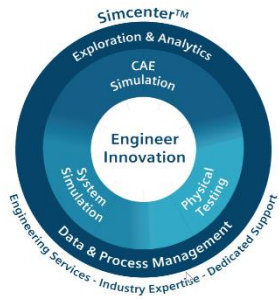 Simcenter™
Exploration & Analytics
CAE
Simulation
Engineer
Innovation
System
Simulation
Physical
Testing
Data & Process Management
Engineering Services - Industry Expertise - Dedicated Support